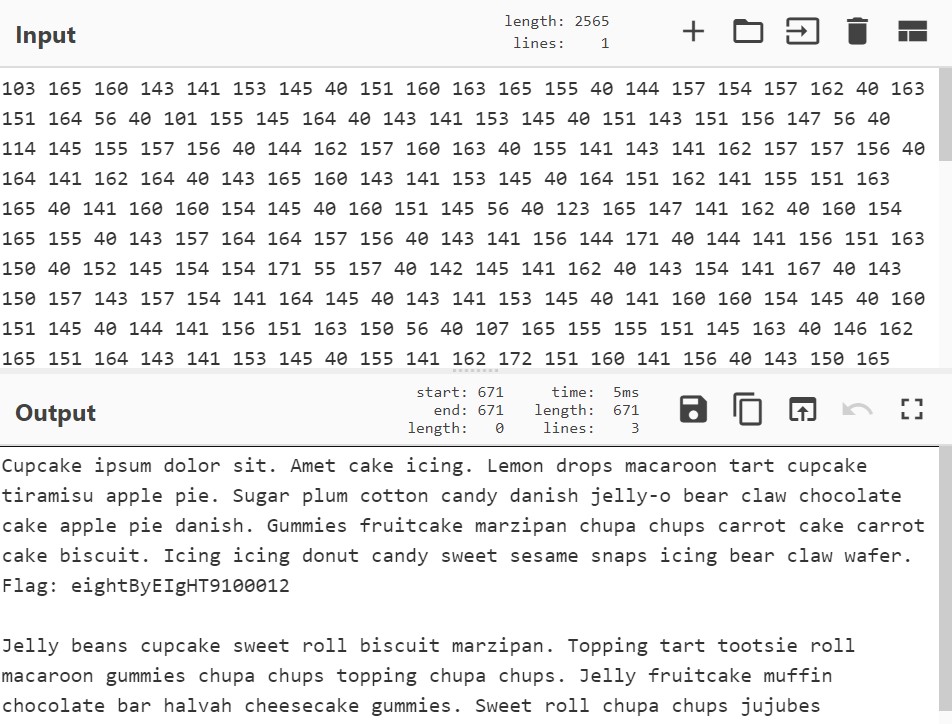 Input
length: 2565
lines: 1
103 165 160 143 141 153 145 40 151 160 163 165 155 40 144 157 154 157 162 40 163
151 164 56 40 101 155 145 164 40 143 141 153 145 40 151 143 151 156 147 56 40
114 145 155 157 156 40 144 162 157 160 163 40 155 141 143 141 162 157 157 156 40
164 141 162 164 40 143 165 160 143 141 153 145 40 164 151 162 141 155 151 163
165 40 141 160 160 154 145 40 160 151 145 56 40 123 165 147 141 162 40 160 154
165 155 40 143 157 164 164 157 156 40 143 141 156 144 171 40 144 141 156 151 163
150 40 152 145 154 154 171 55 157 40 142 145 141 162 40 143 154 141 167 40 143
150 157 143 157 154 141 164 145 40 143 141 153 145 40 141 160 160 154 145 40 160
151 145 40 144 141 156 151 163 150 56 40 107 165 155 155 151 145 163 40 146 162
165 151 164 143 141 153 145 40 155 141 162 172 151 160 141 156 40 143 150 165
Output
start: 671
end: 671
length: 0
time: 5ms
length: 671
lines: 3
Cupcake ipsum dolor sit. Amet cake icing. Lemon drops macaroon tart cupcake
tiramisu apple pie. Sugar plum cotton candy danish jelly-o bear claw chocolate
cake apple pie danish. Gummies fruitcake marzipan chupa chups carrot cake carrot
cake biscuit. Icing icing donut candy sweet sesame snaps icing bear claw wafer.
Flag: eightByEIgHT9100012
Jelly beans cupcake sweet roll biscuit marzipan. Topping tart tootsie roll
macaroon gummies chupa chups topping chupa chups. Jelly fruitcake muffin
chocolate bar halvah cheesecake gummies. Sweet roll chupa chups jujubes